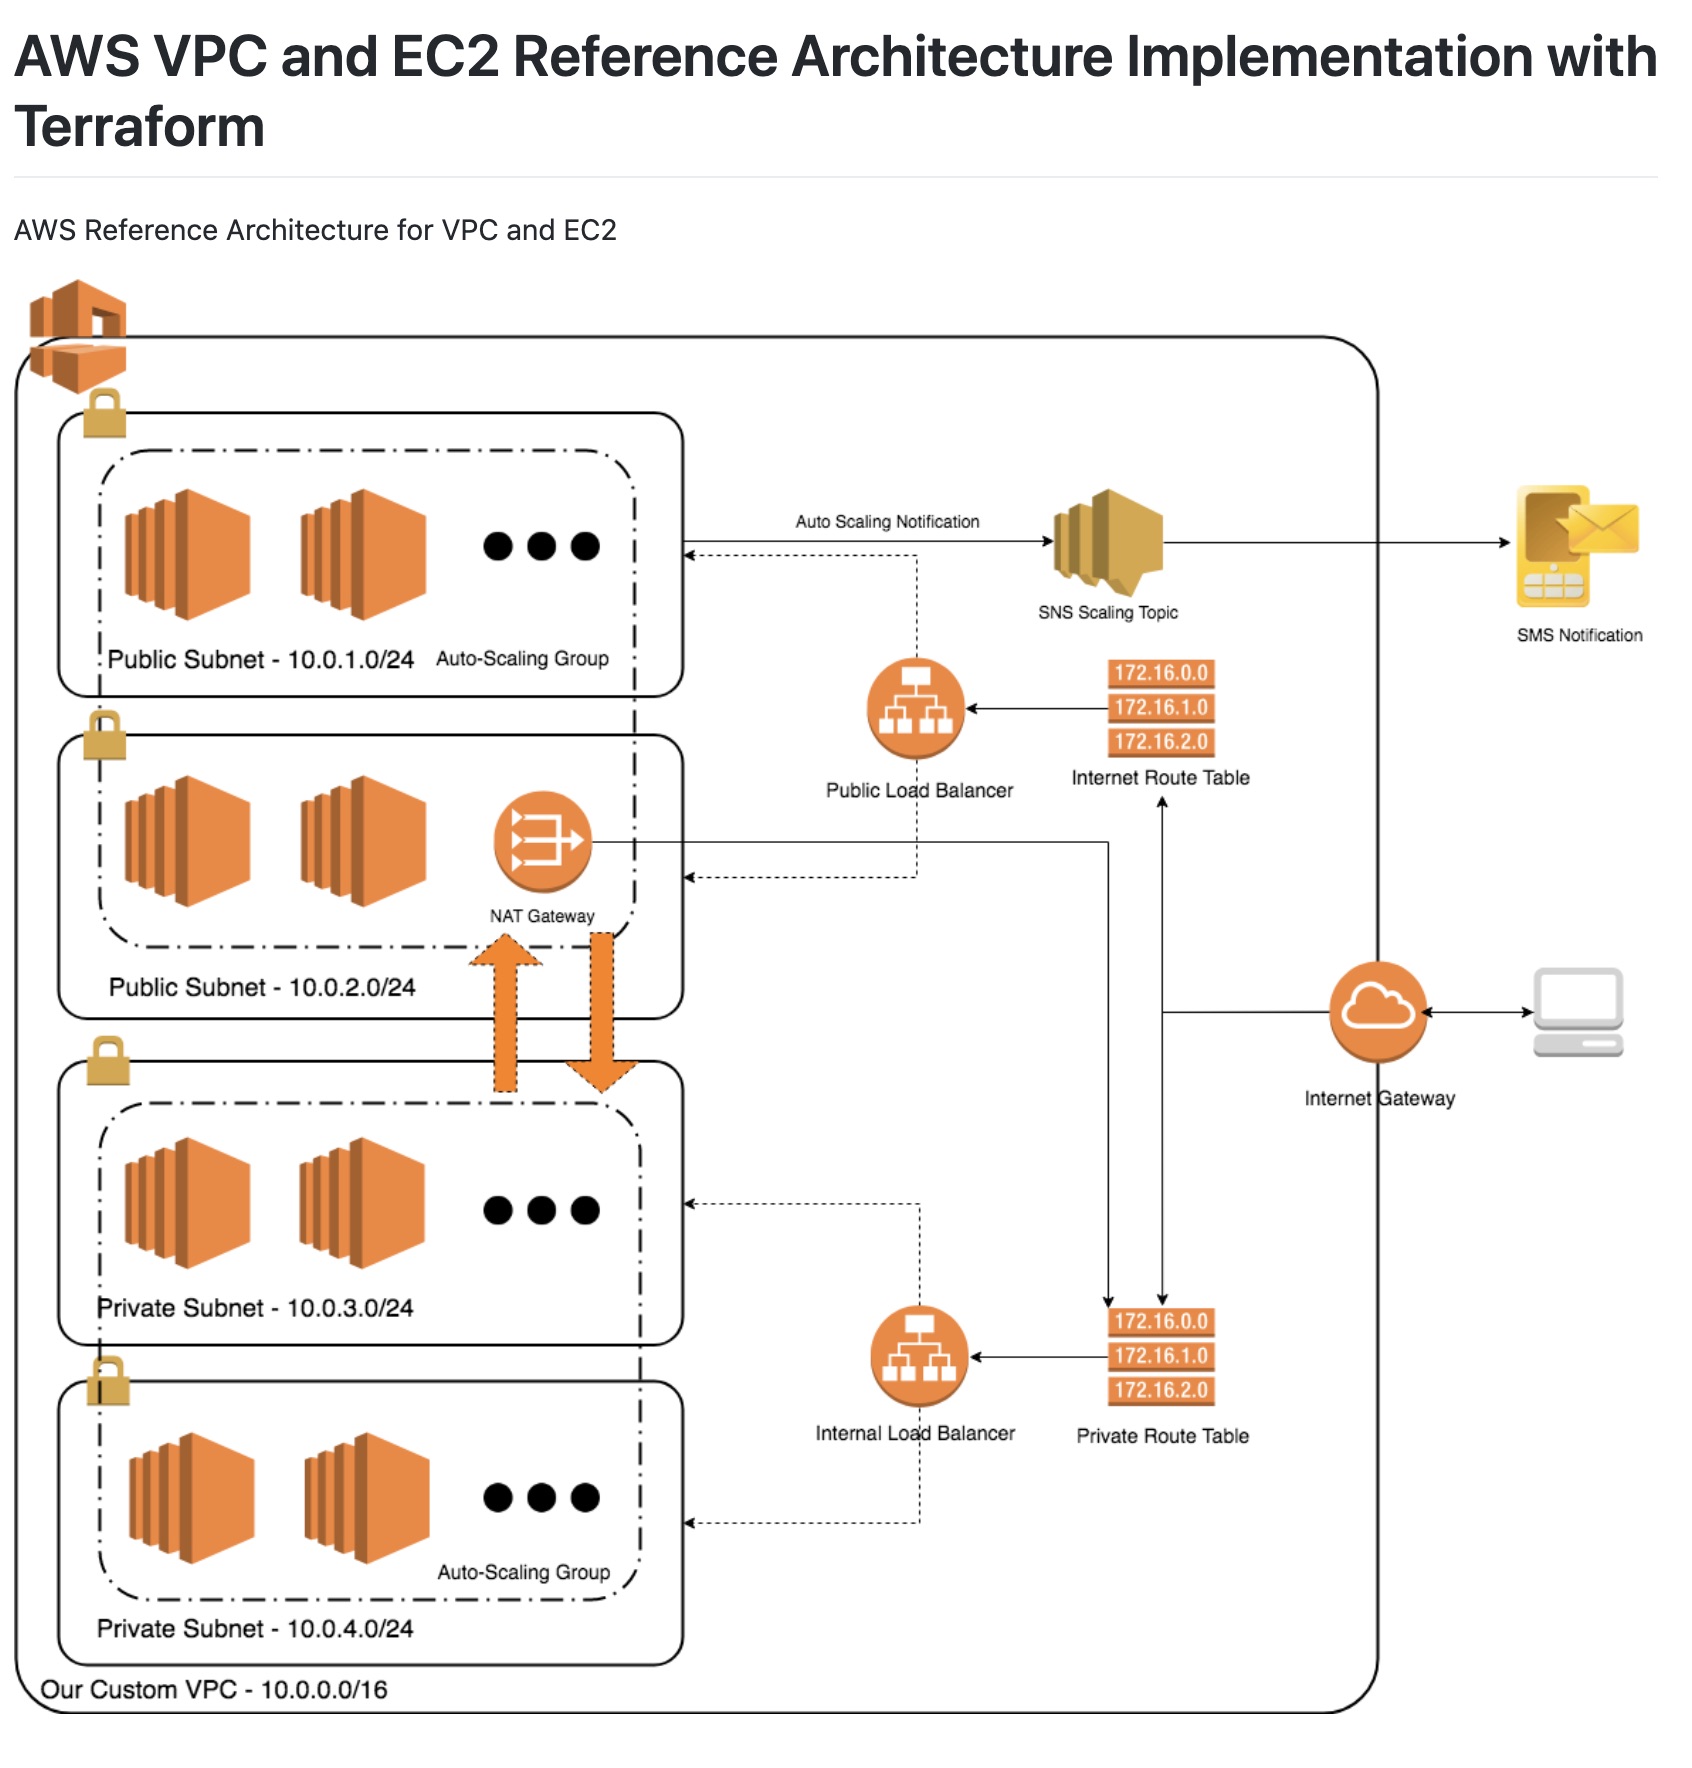 AWS VPC and EC2 Reference Architecture Implementation with
Terraform
AWS Reference Architecture for VPC and EC2
Auto Scaling Notification
SNS Scaling Topic
SMS Notification
Public Subnet - 10.0.1.0/24
Auto-Scaling Group
172.16.0.0
172.16.1.0
172.16.2.0
Internet Route Table
Public Load Balancer
NAT Gateway
Public Subnet - 10.0.2.0/24
Internet Gateway
Private Subnet - 10.0.3.0/24
172.16.0.0
172.16.1.0
172.16.2.0
Internal Load Balancer
Private Route Table
Auto-Scaling Group
Private Subnet - 10.0.4.0/24
Our Custom VPC - 10.0.0.0/16